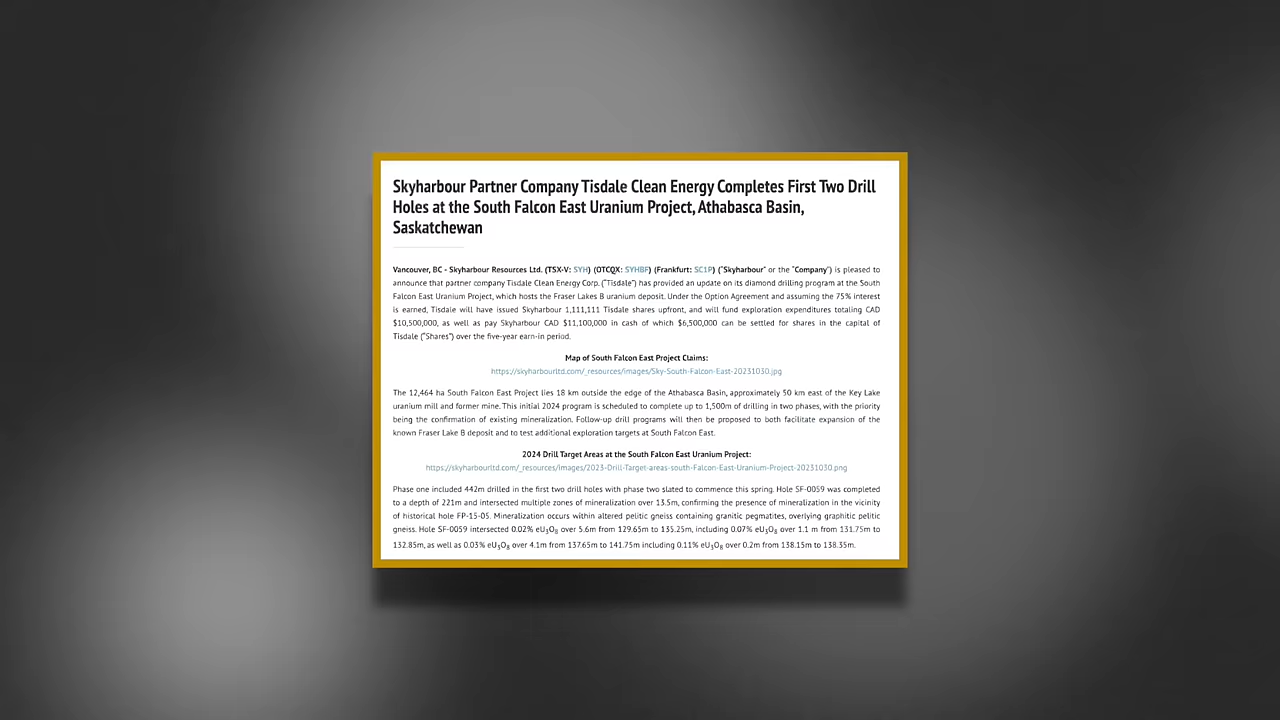 Skyharbour Partner Company Tisdale Clean Energy Completes First Two Drill
Holes at the South Falcon East Uranium Project, Athabasca Basin,
Saskatchewan
Vancouver, BC - Skyharbour Resources Ltd. (TSX-V: SYH) (OTCQX: SYHBF) (Frankfurt: SC1P) ("Skyharbour" or the "Company") is pleased to
announce that partner company Tisdale Clean Energy Corp. ("Tisdale") has provided an update on its diamond drilling program at the South
Falcon East Uranium Project, which hosts the Fraser Lakes B uranium deposit. Under the Option Agreement and assuming the 75% interest
is earned, Tisdale will have issued Skyharbour 1,111,111 Tisdale shares upfront, and will fund exploration expenditures totaling CAD
$10,500,000, as well as pay Skyharbour CAD $11,100,000 in cash of which $6,500,000 can be settled for shares in the capital of
Tisdale ("Shares") over the five-year earn-in period.
Map of South Falcon East Project Claims:
https://skyharbourltd.com/_resources/images/Sky-South-Falcon-East-20231030.jpg
The 12,464 ha South Falcon East Project lies 18 km outside the edge of the Athabasca Basin, approximately 50 km east of the Key Lake
uranium mill and former mine. This initial 2024 program is scheduled to complete up to 1,500m of drilling in two phases, with the priority
being the confirmation of existing mineralization. Follow-up drill programs will then be proposed to both facilitate expansion of the
known Fraser Lake B deposit and to test additional exploration targets at South Falcon East.
2024 Drill Target Areas at the South Falcon East Uranium Project:
https://skyharbourltd.com/_resources/images/2023-Drill-Target-areas-south-Falcon-East-Uranium-Project-20231030.png
Phase one included 442m drilled in the first two drill holes with phase two slated to commence this spring. Hole SF-0059 was completed
to a depth of 221m and intersected multiple zones of mineralization over 13.5m, confirming the presence of mineralization in the vicinity
of historical hole FP-15-05. Mineralization occurs within altered pelitic gneiss containing granitic pegmatites, overlying graphitic pelitic
gneiss. Hole SF-0059 intersected 0.02% eU3O8 over 5.6m from 129.65m to 135.25m, including 0.07% eU3O8 over 1.1 m from 131.75m to
132.85m, as well as 0.03% eU3O8 over 4.1m from 137.65m to 141.75m including 0.11% eU3O8 over 0.2m from 138.15m to 138.35m.